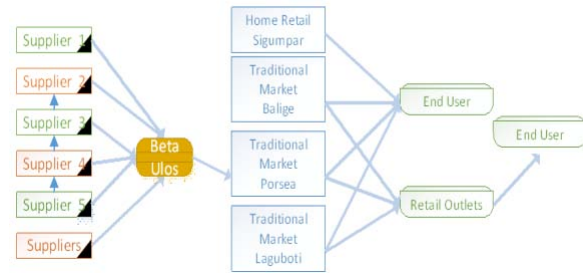 Supplier 1
Supplier 2
Supplier 3
Supplier 4
Supplier 5
Suppliers
Beta
Ulos
Home Retail
Sigumpar
Traditional
Market
Balige
Traditional
Market
Porsea
Traditional
Market
Laguboti
End User
Retail Outlets
End User